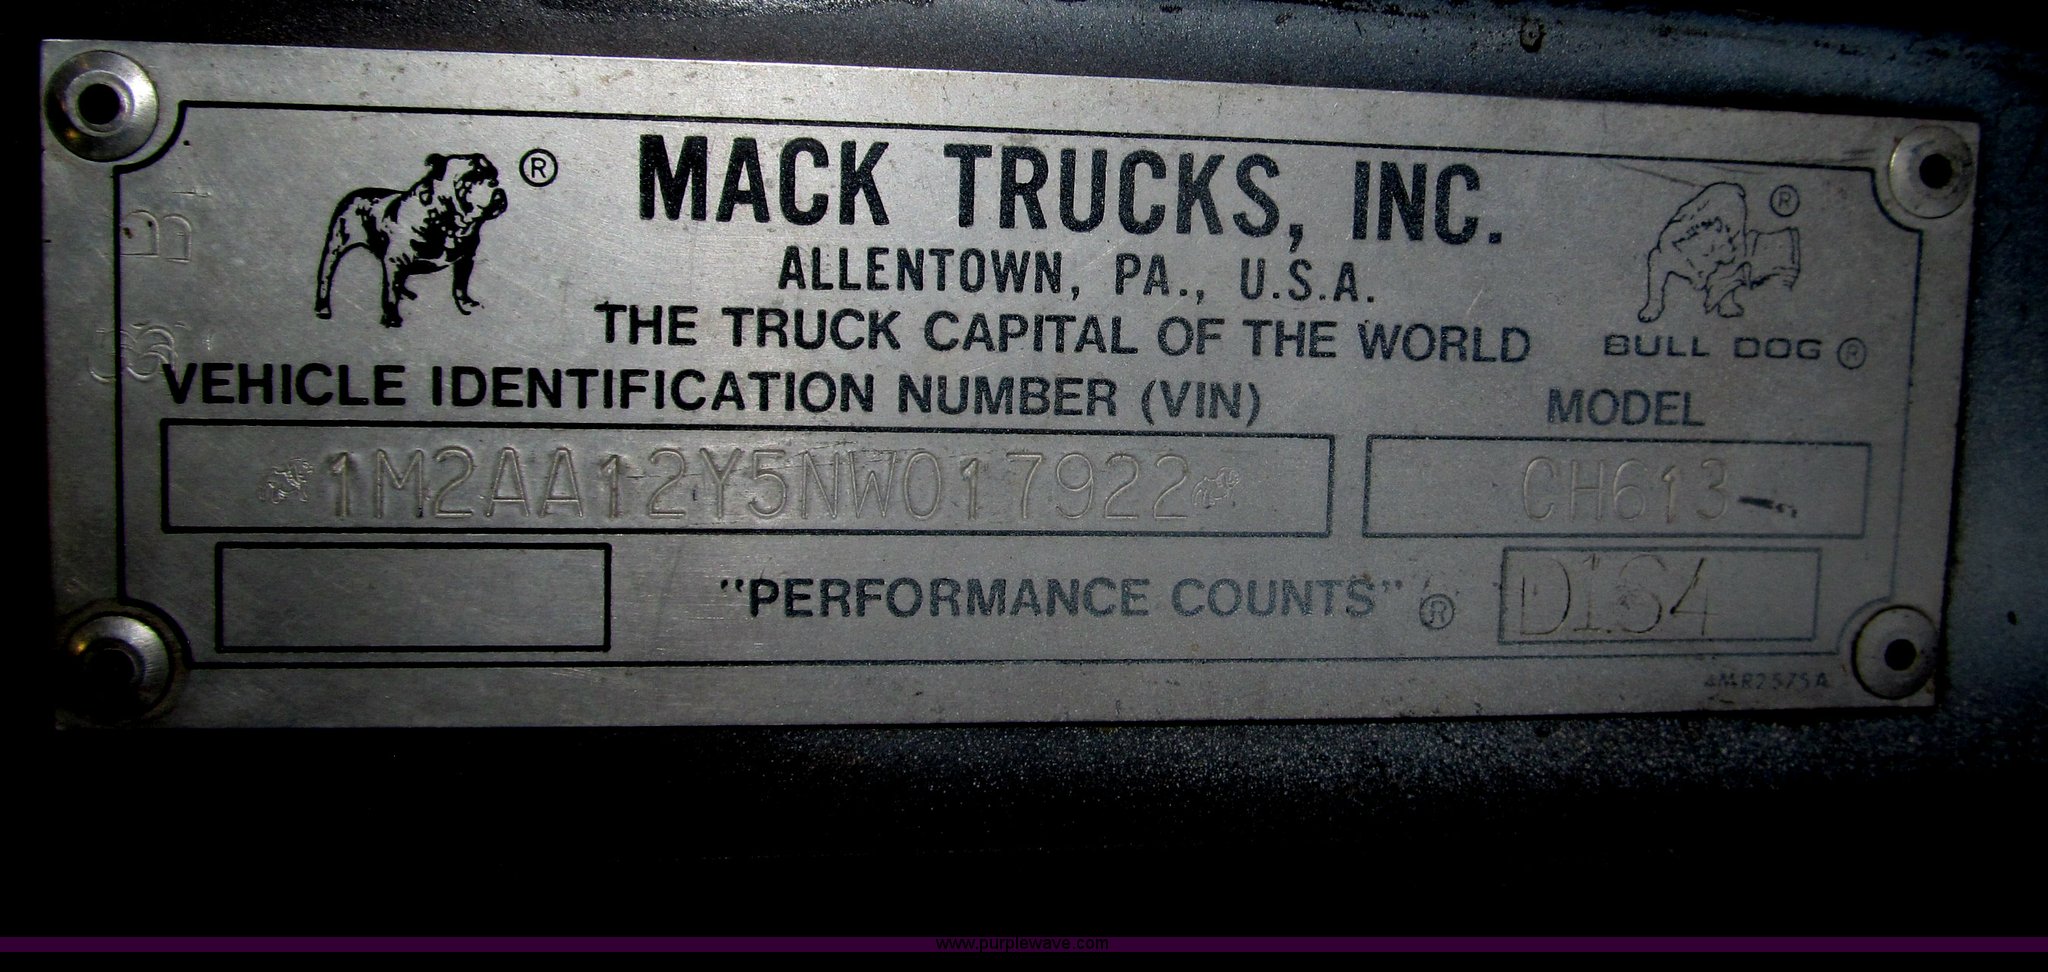 ® MACK TRUCKS, INC.
ALLENTOWN, PA., U.S.A.
THE TRUCK CAPITAL OF THE WORLD
®
BULL DOG ®
VEHICLE IDENTIFICATION NUMBER (VIN)
MODEL
1M2AA12Y5NW017922
CH613
"PERFORMANCE COUNTS" ®
4MR2575A
www.purplewave.com